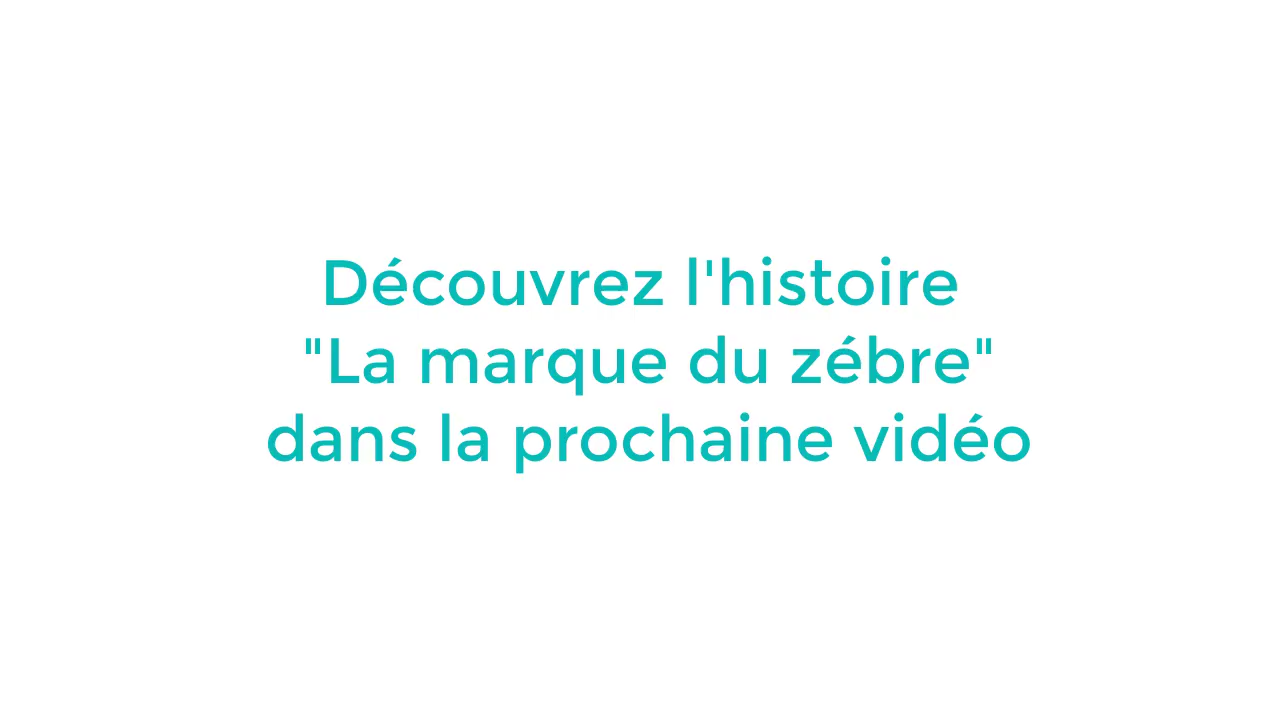 Découvrez l'histoire
"La marque du zébre"
dans la prochaine vidéo